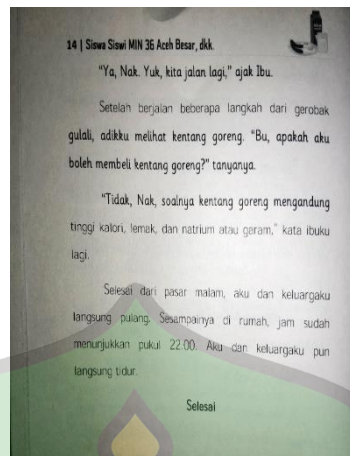 14 | Siswa Siswi MIN 36 Aceh Besar, dkk.
"Ya, Nak. Yuk, kita jalan lagi," ajak Ibu.
Setelah berjalan beberapa langkah dari gerobak
gulali, adikku melihat kentang goreng. "Bu, apakah aku
boleh membeli kentang goreng?" tanyanya.
"Tidak, Nak, soalnya kentang goreng mengandung
tinggi kalori, lemak, dan natrium atau garam," kata ibuku
lagi.
Selesai dari pasar malam, aku dan keluargaku
langsung pulang. Sesampainya di rumah, jam sudah
menunjukkan pukul 22.00. Aku dan keluargaku pun
langsung tidur.
Selesai